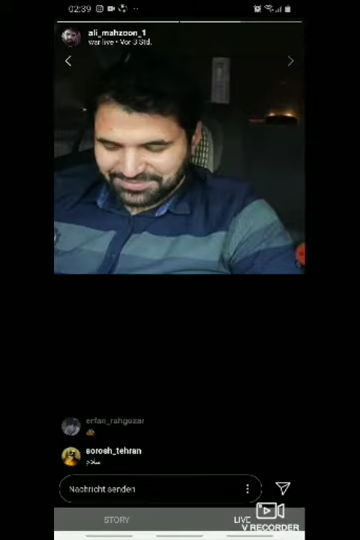 02:39
ali_mahzoon_1
war live • Vor 3 Std.
erfan_rahgozar
sorosh_tehran
سلام
Nachricht senden
STORY LIVE
V RECORDER